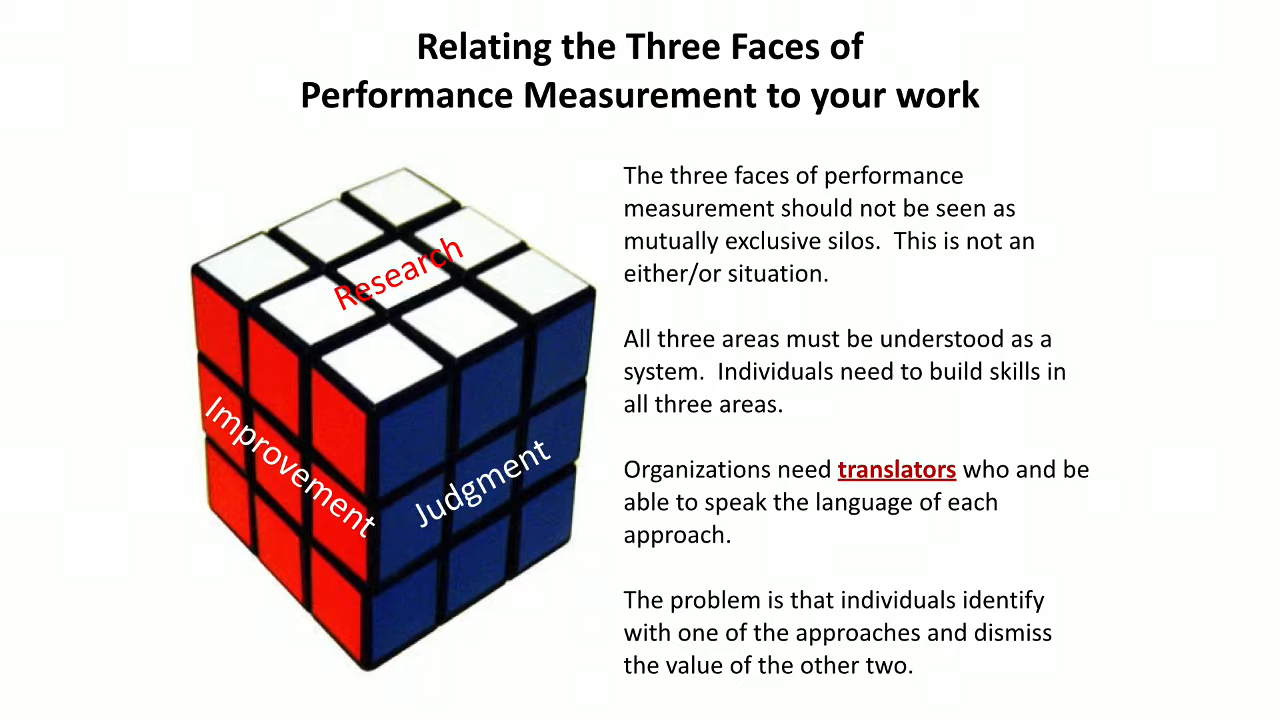 Relating the Three Faces of
Performance Measurement to your work
Research
Improvement
Judgment
The three faces of performance
measurement should not be seen as
mutually exclusive silos.  This is not an
either/or situation.
All three areas must be understood as a
system.  Individuals need to build skills in
all three areas.
Organizations need translators who and be
able to speak the language of each
approach.
The problem is that individuals identify
with one of the approaches and dismiss
the value of the other two.